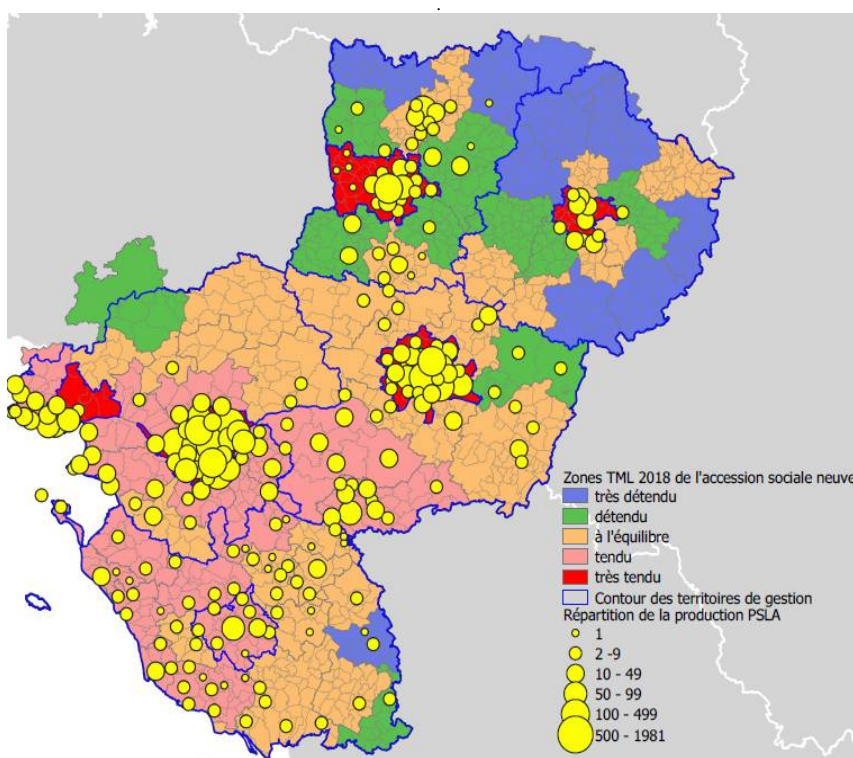 Zones TML 2018 de l'accession sociale neuve
très détendu
détendu
à l'équilibre
tendu
très tendu
Contour des territoires de gestion
Répartition de la production PSLA
1
2 -9
10 - 49
50 - 99
100 - 499
500 - 1981